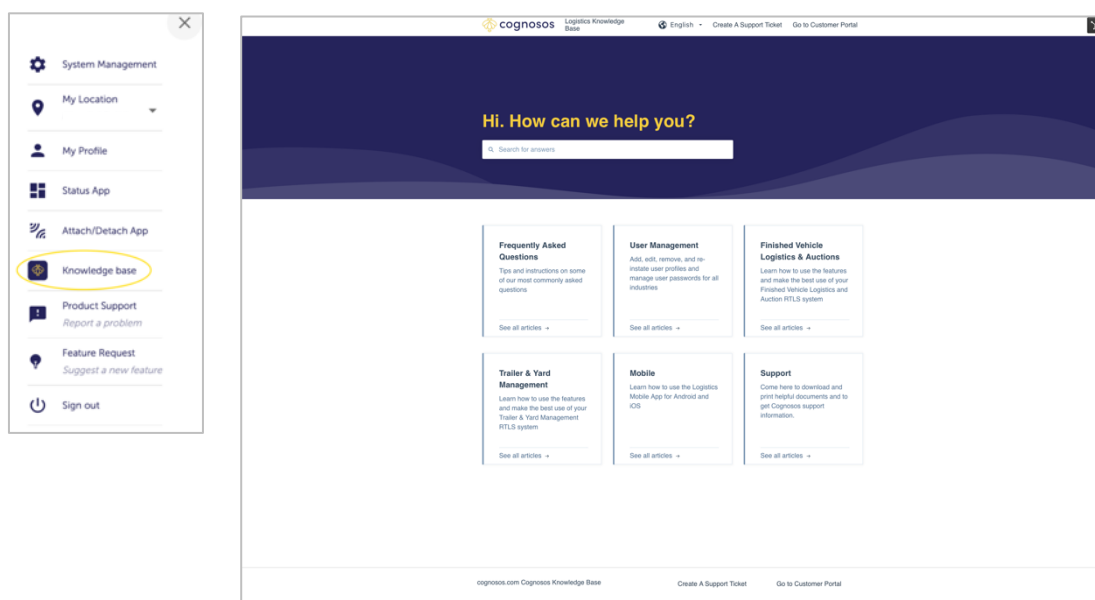 System Management
My Location
My Profile
Status App
Attach/Detach App
Knowledge base
Product Support
Report a problem
Feature Request
Suggest a new feature
Sign out
cognosos
Logistics Knowledge
Base
English
Create A Support Ticket
Go to Customer Portal
Hi. How can we help you?
Search for answers
Frequently Asked
Questions
Tips and instructions on some
of our most commonly asked
questions
See all articles →
User Management
Add, edit, remove, and re-
instate user profiles and
manage user passwords for all
industries
See all articles →
Finished Vehicle
Logistics & Auctions
Learn how to use the features
and make the best use of your
Finished Vehicle Logistics and
Auction RTLS system
See all articles →
Trailer & Yard
Management
Learn how to use the features
and make the best use of your
Trailer & Yard Management
RTLS system
See all articles →
Mobile
Learn how to use the Logistics
Mobile App for Android and
iOS
See all articles →
Support
Come here to download and
print helpful documents and to
get Cognosos support
information.
See all articles →
cognosos.com Cognosos Knowledge Base
Create A Support Ticket
Go to Customer Portal